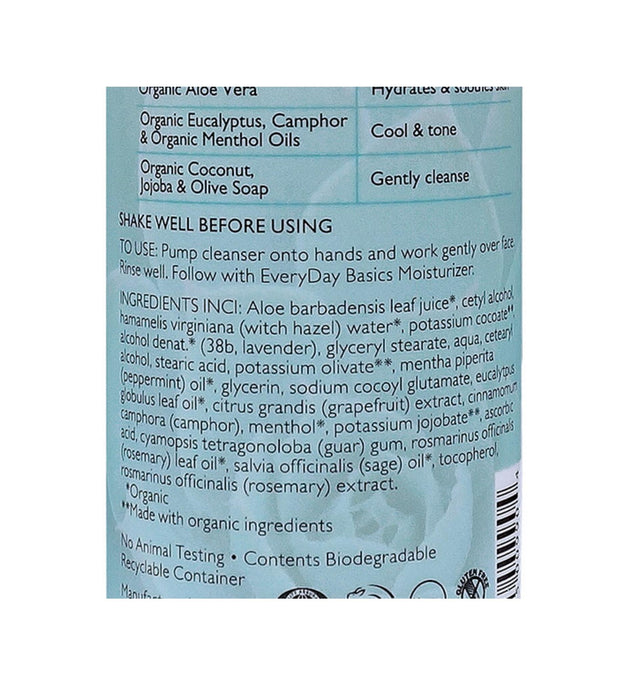 Organic Aloe Vera Hydrates & soothes skin
Organic Eucalyptus, Camphor
& Organic Menthol Oils
Cool & tone
Organic Coconut,
Jojoba & Olive Soap
Gently cleanse
SHAKE WELL BEFORE USING
TO USE: Pump cleanser onto hands and work gently over face.
Rinse well. Follow with EveryDay Basics Moisturizer.
INGREDIENTS INCI: Aloe barbadensis leaf juice*, cetyl alcohol,
hamamelis virginiana (witch hazel) water*, potassium cocoate**,
alcohol denat.* (38b, lavender), glyceryl stearate, aqua, cetearyl
alcohol, stearic acid, potassium olivate**, mentha piperita
(peppermint) oil*, glycerin, sodium cocoyl glutamate, eucalyptus
globulus leaf oil*, citrus grandis (grapefruit) extract, cinnamomum
camphora (camphor), menthol*, potassium jojobate**, ascorbic
acid, cyamopsis tetragonoloba (guar) gum, rosmarinus officinalis
(rosemary) leaf oil*, salvia officinalis (sage) oil*, tocopherol,
rosmarinus officinalis (rosemary) extract.
*Organic
**Made with organic ingredients
No Animal Testing • Contents Biodegradable
Recyclable Container
GLUTEN FREE